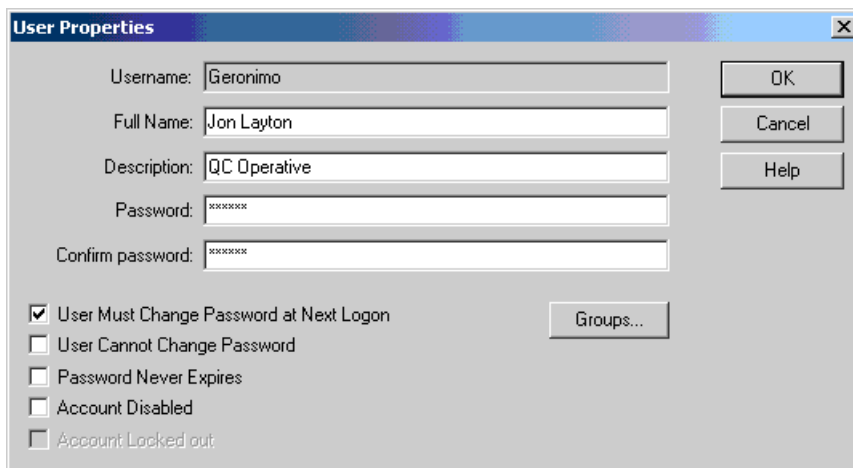 User Properties
Username: Geronimo
OK
Full Name: Jon Layton
Cancel
Description: QC Operative
Help
Password: ******
Confirm password: ******
User Must Change Password at Next Logon
Groups...
User Cannot Change Password
Password Never Expires
Account Disabled
Account Locked out